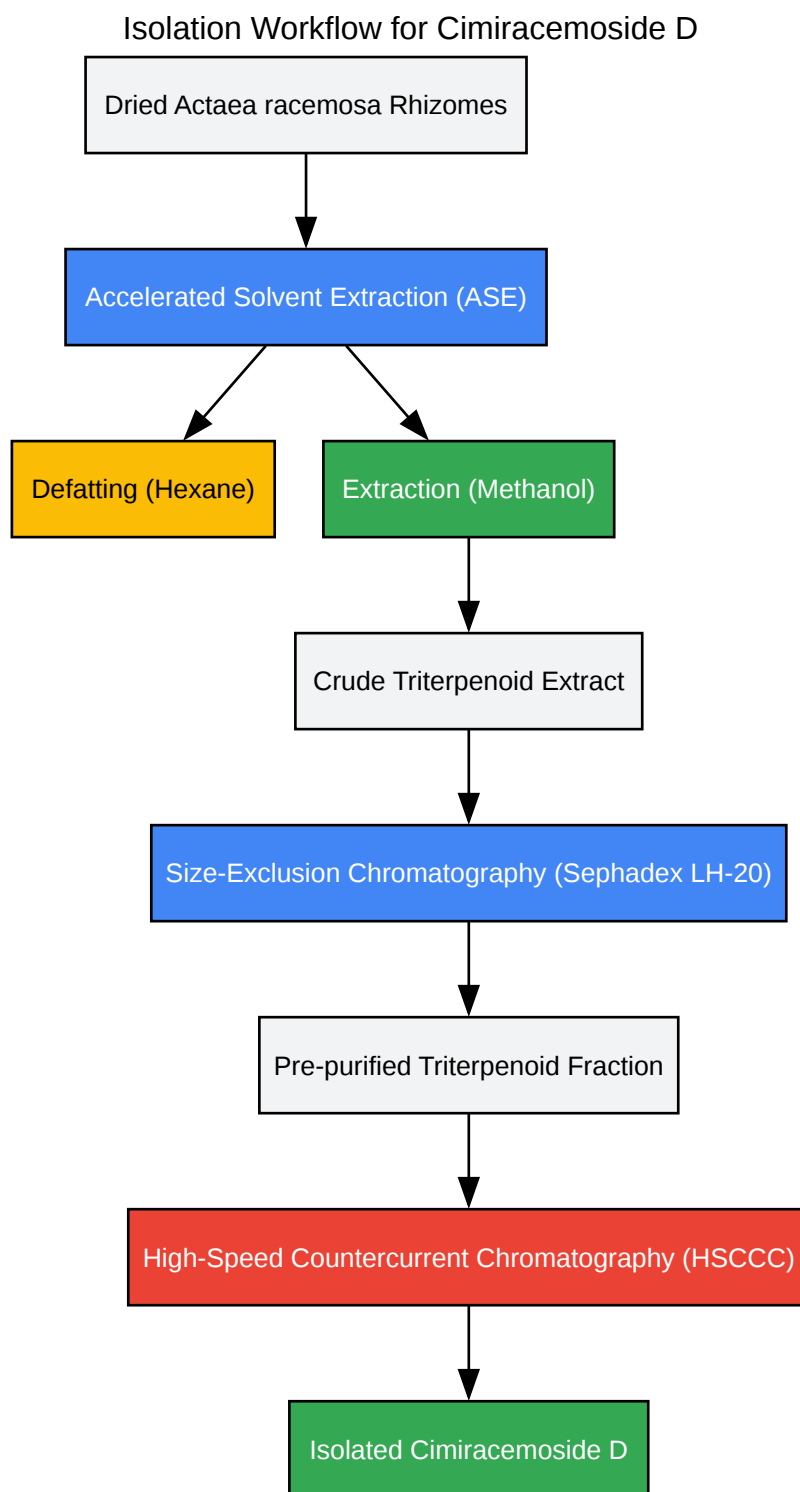 Isolation Workflow for Cimiracemoside D
Dried Actaea racemosa Rhizomes
Accelerated Solvent Extraction (ASE)
Defatting (Hexane)
Extraction (Methanol)
Crude Triterpenoid Extract
Size-Exclusion Chromatography (Sephadex LH-20)
Pre-purified Triterpenoid Fraction
High-Speed Countercurrent Chromatography (HSCCC)
Isolated Cimiracemoside D